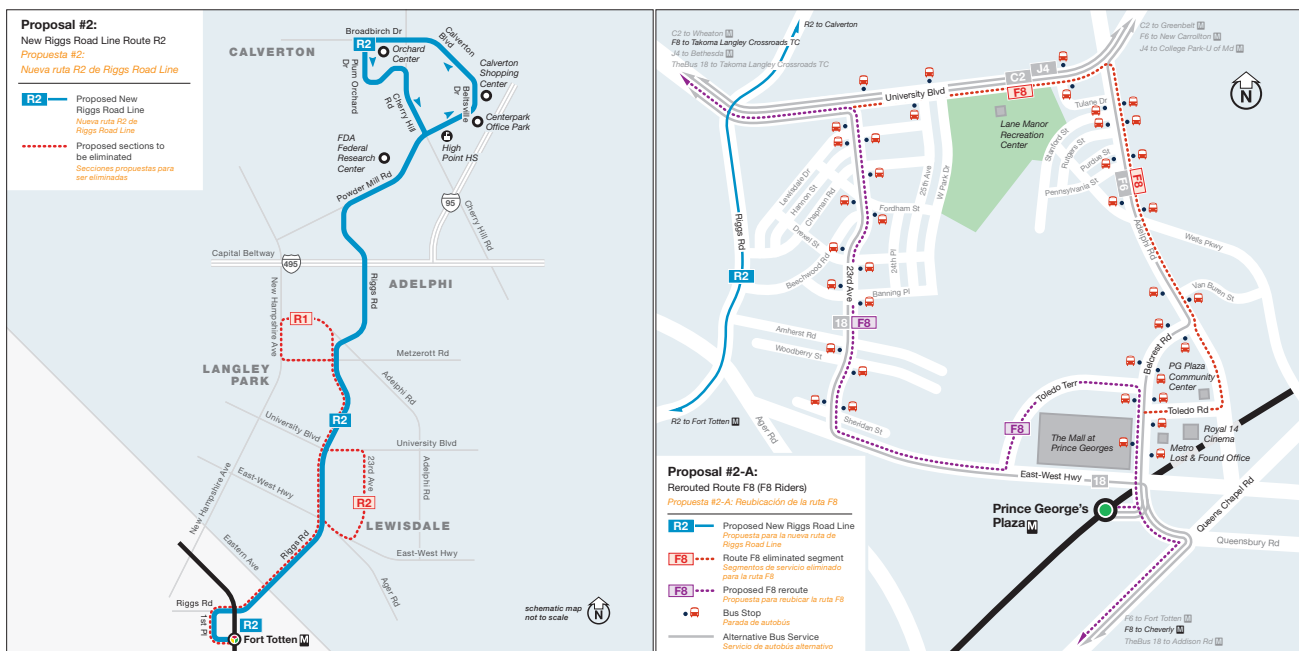 Proposal #2:
New Riggs Road Line Route R2
Propuesta #2:
Nueva ruta R2 de Riggs Road Line
R2
Proposed New
Riggs Road Line
Nueva ruta R2 de
Riggs Road Line
Proposed sections to
be eliminated
Secciones propuestas para
ser eliminadas
CALVERTON
Broadbirch Dr
R2
Orchard
Center
Calverton
Blvd
Calverton
Shopping
Center
Plum Orchard
Dr
Cherry Hill
Rd
Beltsville
Dr
Centerpark
Office Park
FDA
Federal
Research
Center
High
Point HS
Powder Mill Rd
95
Cherry Hill Rd
Capital Beltway
495
New Hampshire Ave
Riggs Rd
ADELPHI
R1
Metzerott Rd
LANGLEY
PARK
Adelphi Rd
R2
University Blvd
University Blvd
23rd Ave
Adelphi Rd
East-West Hwy
New Hampshire Ave
R2
LEWISDALE
Eastern Ave
Riggs Rd
East-West Hwy
Ager Rd
Riggs Rd
1st Pl
R2
Fort Totten M
schematic map
not to scale
N
R2 to Calverton
C2 to Wheaton M
F8 to Takoma Langley Crossroads TC
J4 to Bethesda M
TheBus 18 to Takoma Langley Crossroads TC
C2 to Greenbelt M
F6 to New Carrollton M
J4 to College Park-U of Md M
N
University Blvd
C2
J4
F8
Lane Manor
Recreation
Center
Tulane Dr
Stanford St
Rutgers St
Purdue St
Pennsylvania St
F6
F8
Adelphi Rd
Wells Pkwy
Van Buren St
Lewisdale Dr
Hannon St
Chapman Rd
Drexel St
Beechwood Rd
25th Ave
W Park Dr
Fordham St
24th Pl
Banning Pl
23rd Ave
18
F8
Riggs Rd
R2
Amherst Rd
Woodberry St
Sheridan St
Ager Rd
R2 to Fort Totten M
Belcrest Rd
PG Plaza
Community
Center
Toledo Terr
Toledo Rd
F8
The Mall at
Prince Georges
Royal 14
Cinema
Metro
Lost & Found Office
East-West Hwy
18
Prince George's
Plaza M
Queens Chapel Rd
Queensbury Rd
F6 to Fort Totten M
F8 to Cheverly M
TheBus 18 to Addison Rd M
Proposal #2-A:
Rerouted Route F8 (F8 Riders)
Propuesta #2-A: Reubicación de la ruta F8
R2
Proposed New Riggs Road Line
Propuesta para la nueva ruta de
Riggs Road Line
F8
Route F8 eliminated segment
Segmentos de servicio eliminado
para la ruta F8
F8
Proposed F8 reroute
Propuesta para reubicar la ruta F8
Bus Stop
Parada de autobús
Alternative Bus Service
Servicio de autobús alternativo